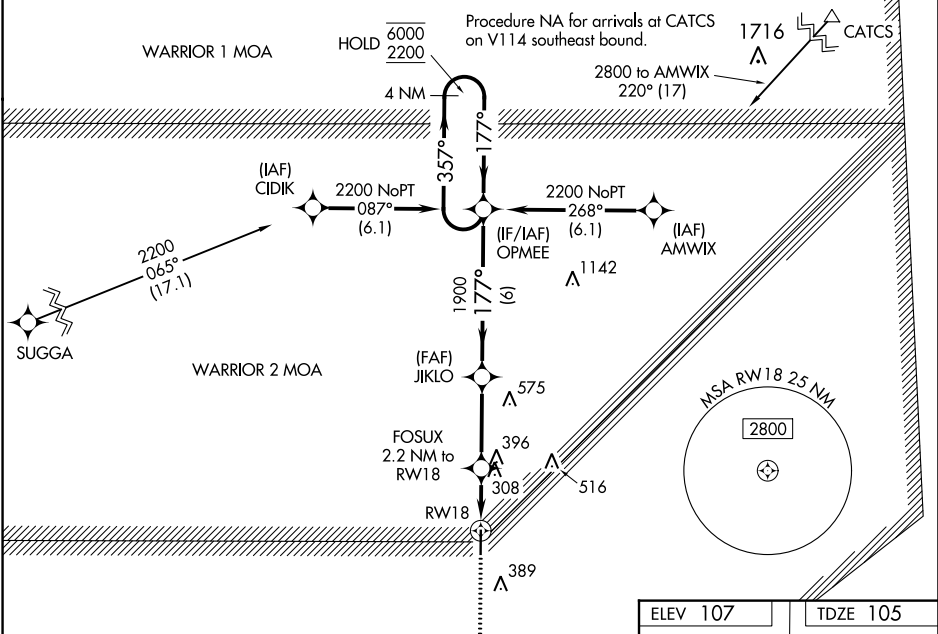 Procedure NA for arrivals at CATCS
on V114 southeast bound.
1716
CATCS
WARRIOR 1 MOA
HOLD 6000
2200
4 NM
2800 to AMWIX
220° (17)
357°
177°
(IAF)
CIDIK
2200 NoPT
087°
(6.1)
2200 NoPT
268°
(6.1)
(IF/IAF)
OPMEE
(IAF)
AMWIX
2200
065°
(17.1)
SUGGA
1142
1900
177°
(6)
WARRIOR 2 MOA
(FAF)
JIKLO
575
MSA RW18 25 NM
2800
FOSUX
2.2 NM to
RW18
396
308
516
RW18
389
ELEV 107
TDZE 105